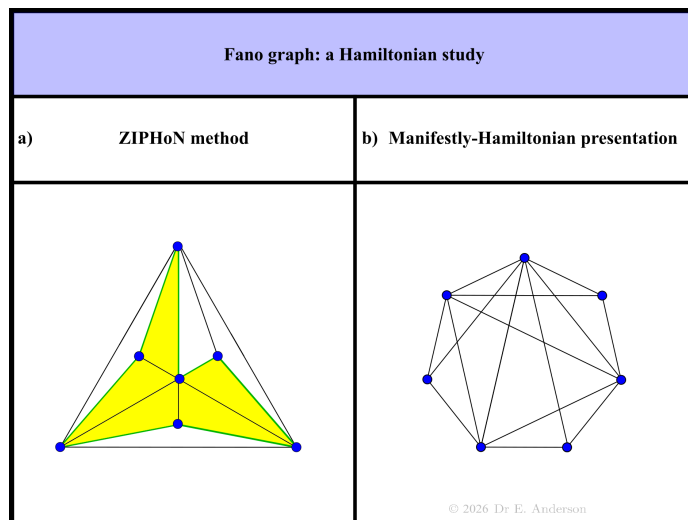 Fano graph: a Hamiltonian study
a) ZIPHoN method
b) Manifestly-Hamiltonian presentation
© 2026 Dr E. Anderson